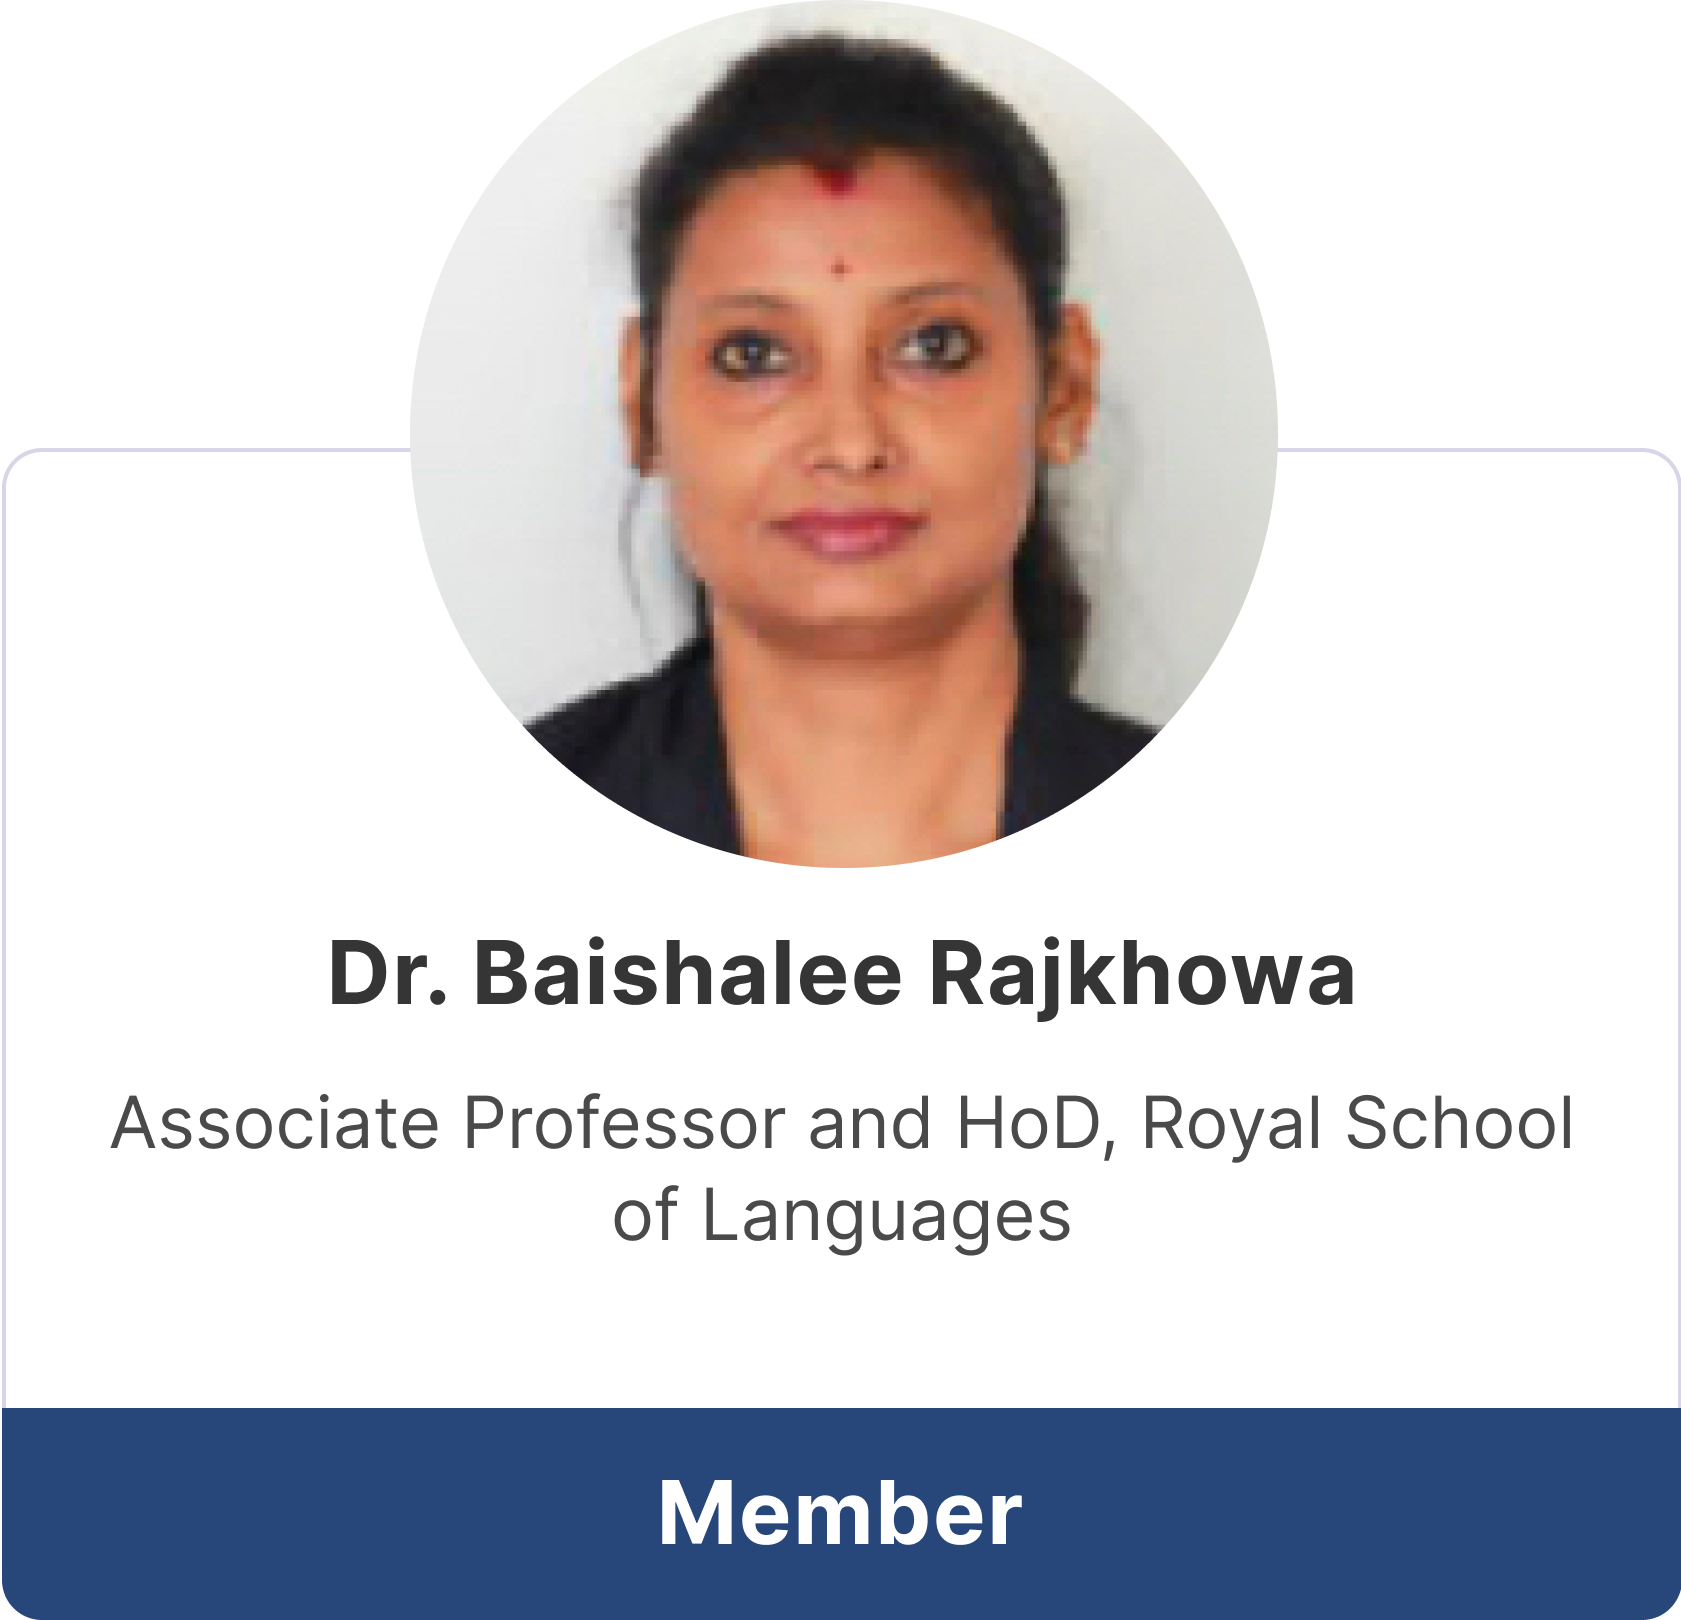 Dr. Baishalee Rajkhowa
Associate Professor and HoD, Royal School
of Languages
Member